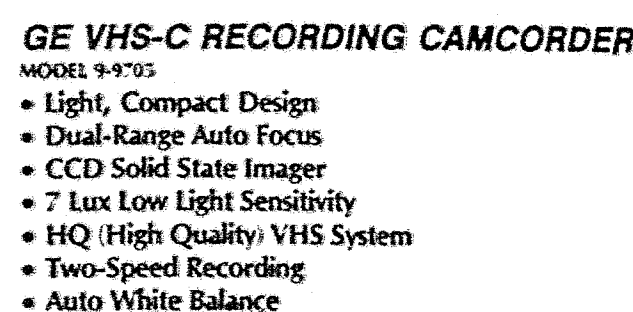 GE VHS-C RECORDING CAMCORDER
MODEL 9-9705
• Light, Compact Design
• Dual-Range Auto Focus
• CCD Solid State Imager
• 7 Lux Low Light Sensitivity
• HQ (High Quality) VHS System
• Two-Speed Recording
• Auto White Balance